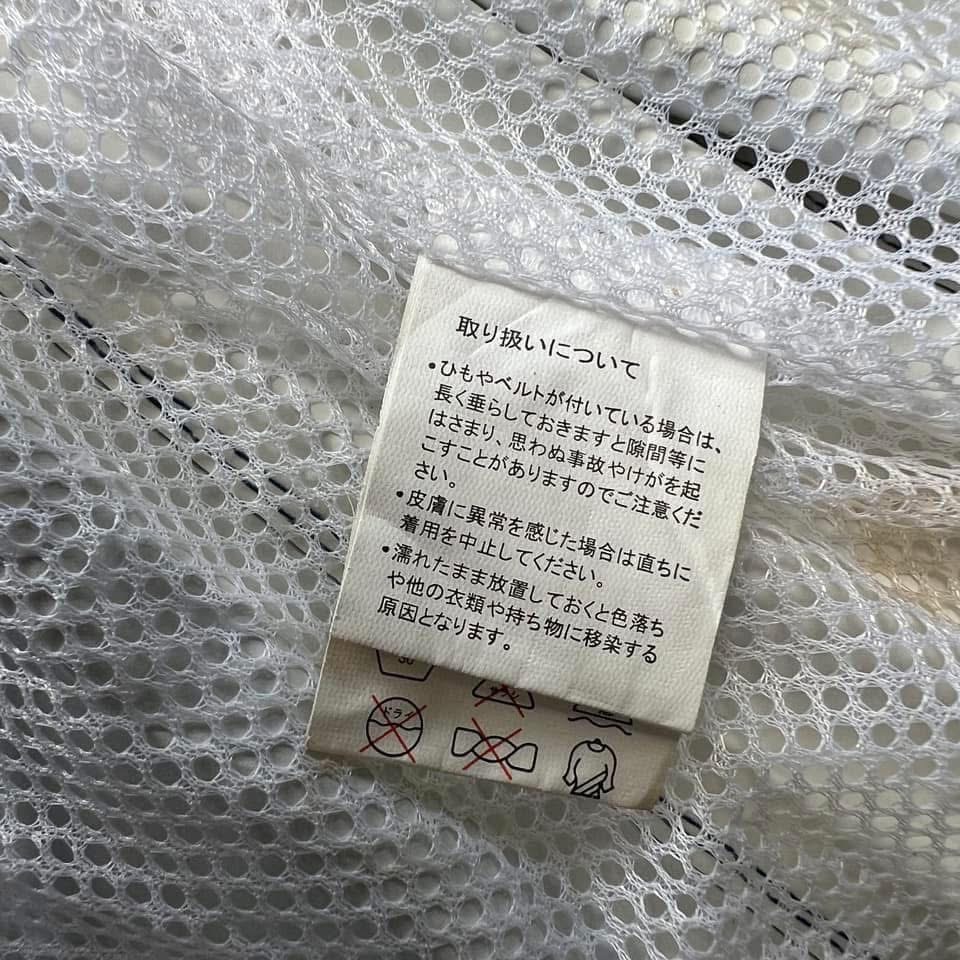 取り扱いについて
•ひもやベルトが付いている場合は、
長く垂らしておきますと隙間等に
はさまり、思わぬ事故やけがを起
こすことがありますのでご注意くだ
さい。
•皮膚に異常を感じた場合は直ちに
着用を中止してください。
•濡れたまま放置しておくと色落ち
や他の衣類や持ち物に移染する
原因となります。
30
ドライ